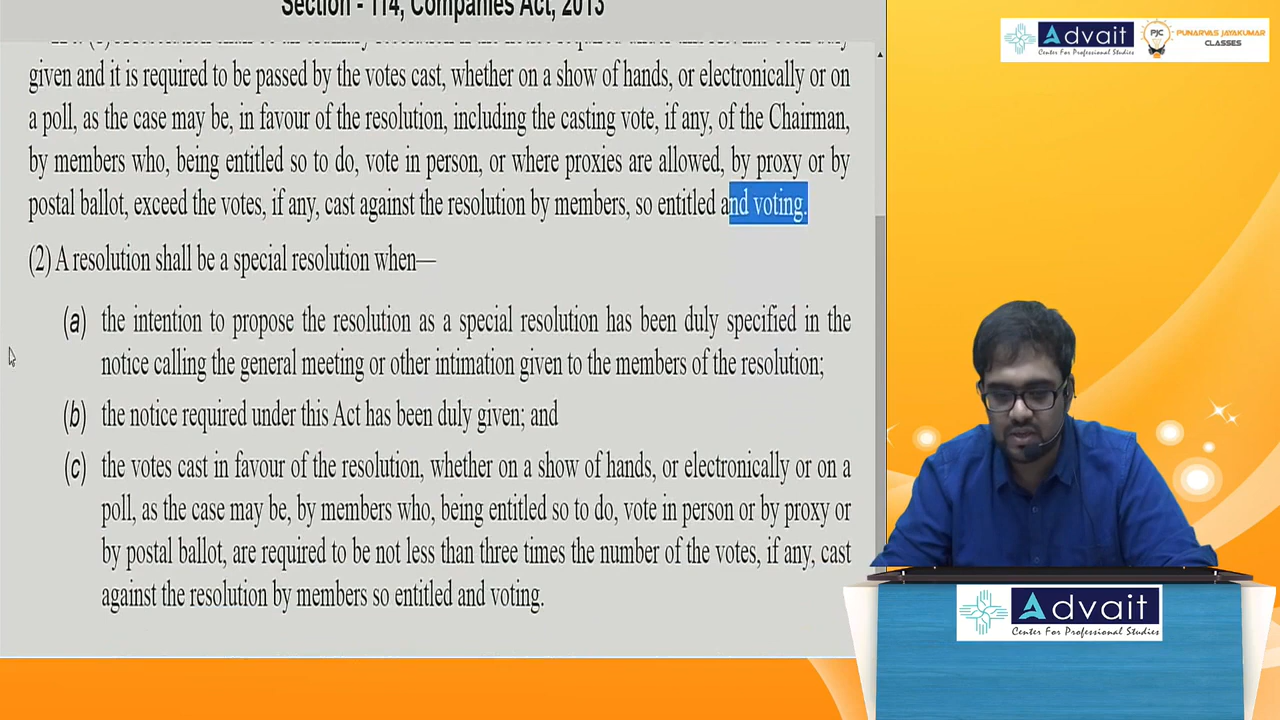 Section - 114, Companies Act, 2013
given and it is required to be passed by the votes cast, whether on a show of hands, or electronically or on
a poll, as the case may be, in favour of the resolution, including the casting vote, if any, of the Chairman,
by members who, being entitled so to do, vote in person, or where proxies are allowed, by proxy or by
postal ballot, exceed the votes, if any, cast against the resolution by members, so entitled and voting.
(2) A resolution shall be a special resolution when—
(a) the intention to propose the resolution as a special resolution has been duly specified in the
notice calling the general meeting or other intimation given to the members of the resolution;
(b) the notice required under this Act has been duly given; and
(c) the votes cast in favour of the resolution, whether on a show of hands, or electronically or on a
poll, as the case may be, by members who, being entitled so to do, vote in person or by proxy or
by postal ballot, are required to be not less than three times the number of the votes, if any, cast
against the resolution by members so entitled and voting.
Advait
Center For Professional Studies
PJC
PUNARVAS JAYAKUMAR
CLASSES
Advait
Center For Professional Studies